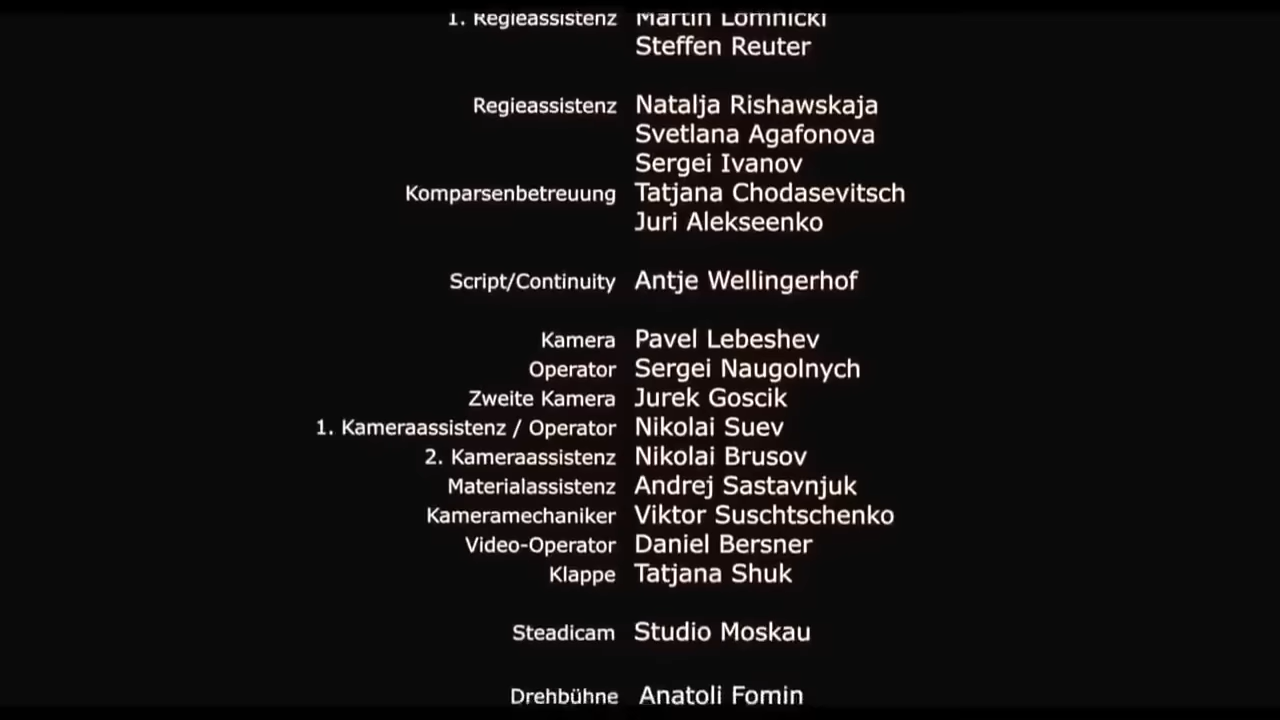 1. Regieassistenz Martin Lomnicki
Steffen Reuter
Regieassistenz Natalja Rishawskaja
Svetlana Agafonova
Sergei Ivanov
Komparsenbetreuung Tatjana Chodasevitsch
Juri Alekseenko
Script/Continuity Antje Wellingerhof
Kamera Pavel Lebeshev
Operator Sergei Naugolnych
Zweite Kamera Jurek Goscik
1. Kameraassistenz / Operator Nikolai Suev
2. Kameraassistenz Nikolai Brusov
Materialassistenz Andrej Sastavnjuk
Kameramechaniker Viktor Suschtschenko
Video-Operator Daniel Bersner
Klappe Tatjana Shuk
Steadicam Studio Moskau
Drehbühne Anatoli Fomin